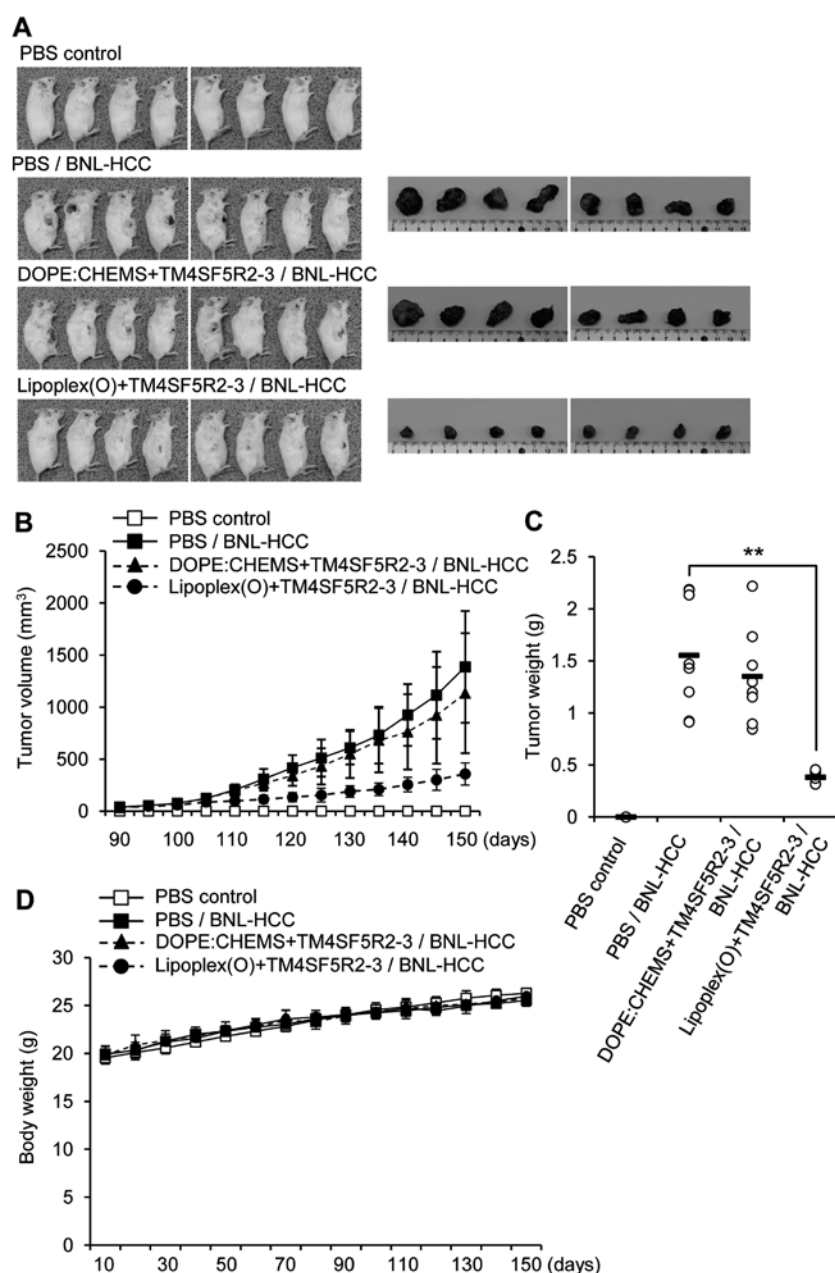 A
PBS control
PBS / BNL-HCC
DOPE:CHEMS+TM4SF5R2-3 / BNL-HCC
Lipoplex(O)+TM4SF5R2-3 / BNL-HCC
B
PBS control
PBS / BNL-HCC
DOPE:CHEMS+TM4SF5R2-3 / BNL-HCC
Lipoplex(O)+TM4SF5R2-3 / BNL-HCC
Tumor volume (mm³)
2500
2000
1500
1000
500
0
90 100 110 120 130 140 150 (days)
C
**
Tumor weight (g)
2.5
2
1.5
1
0.5
0
PBS control
PBS / BNL-HCC
DOPE:CHEMS+TM4SF5R2-3 /
BNL-HCC
Lipoplex(O)+TM4SF5R2-3 /
BNL-HCC
D
PBS control
PBS / BNL-HCC
DOPE:CHEMS+TM4SF5R2-3 / BNL-HCC
Lipoplex(O)+TM4SF5R2-3 / BNL-HCC
Body weight (g)
30
25
20
15
10
5
0
10 30 50 70 90 110 130 150 (days)